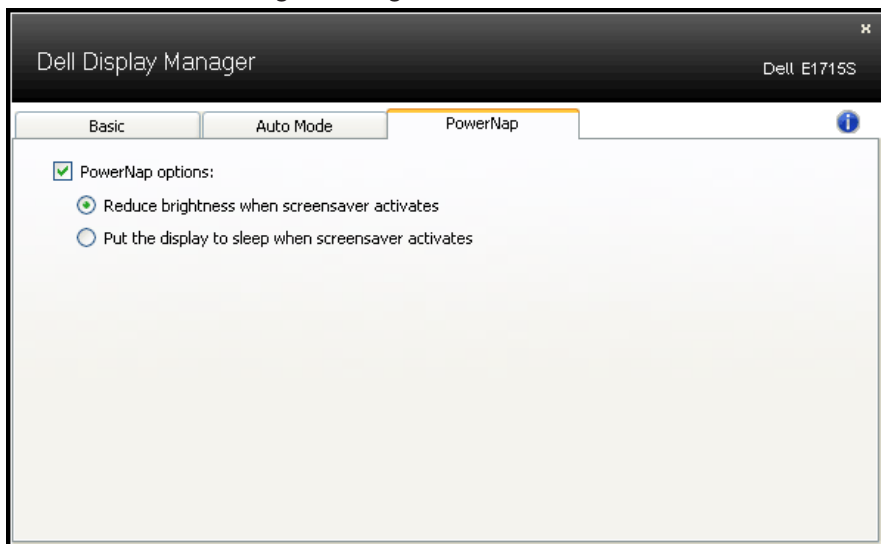 Dell Display Manager
Dell E1715S
Basic
Auto Mode
PowerNap
PowerNap options:
Reduce brightness when screensaver activates
Put the display to sleep when screensaver activates